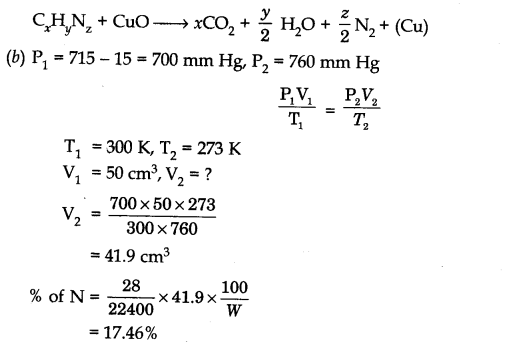 CₓHᵧN_z + CuO ⟶ xCO₂ + y/2 H₂O + z/2 N₂ + (Cu)
(b) P₁ = 715 – 15 = 700 mm Hg, P₂ = 760 mm Hg
P₁V₁/T₁ = P₂V₂/T₂
T₁ = 300 K, T₂ = 273 K
V₁ = 50 cm³, V₂ = ?
V₂ = 700 × 50 × 273 / 300 × 760
= 41.9 cm³
% of N = 28/22400 × 41.9 × 100/W
= 17.46%